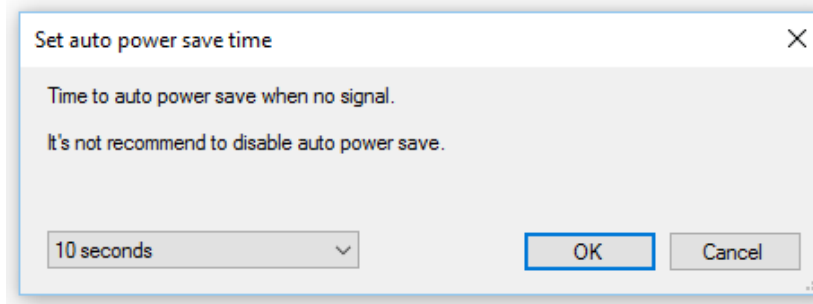 Set auto power save time
Time to auto power save when no signal.
It's not recommend to disable auto power save.
10 seconds
OK
Cancel